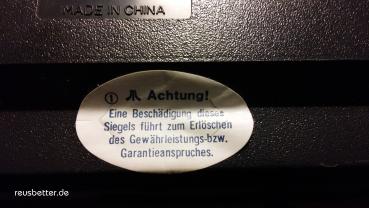 MADE IN CHINA
Achtung!
Eine Beschädigung dieses
Siegels führt zum Erlöschen
des Gewährleistungs-bzw.
Garantieanspruches.
reusbetter.de